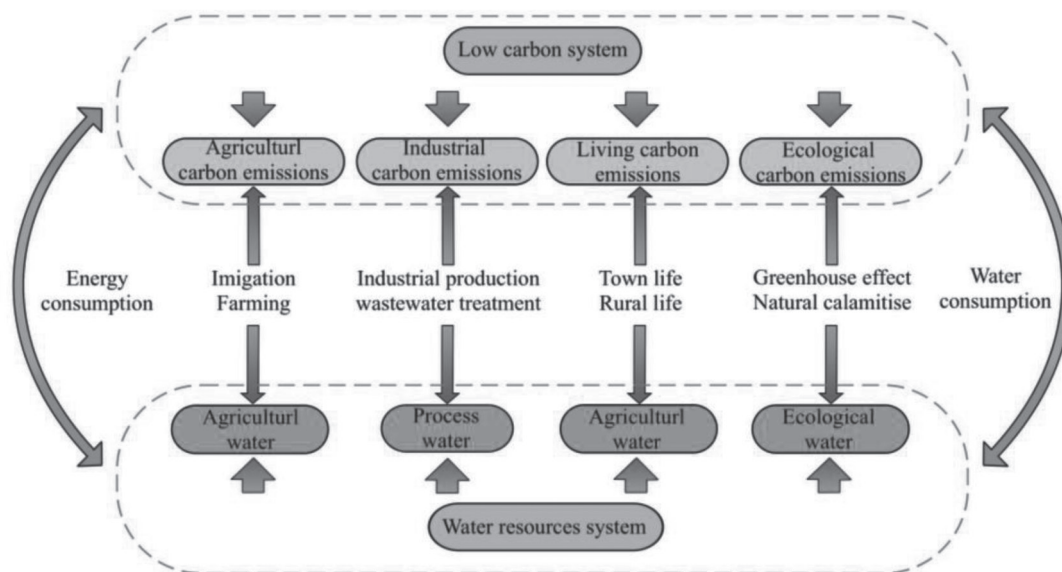 Low carbon system
Agriculturl
carbon emissions
Industrial
carbon emissions
Living carbon
emissions
Ecological
carbon emissions
Energy
consumption
Imigation
Farming
Industrial production
wastewater treatment
Town life
Rural life
Greenhouse effect
Natural calamitise
Water
consumption
Agriculturl
water
Process
water
Agriculturl
water
Ecological
water
Water resources system